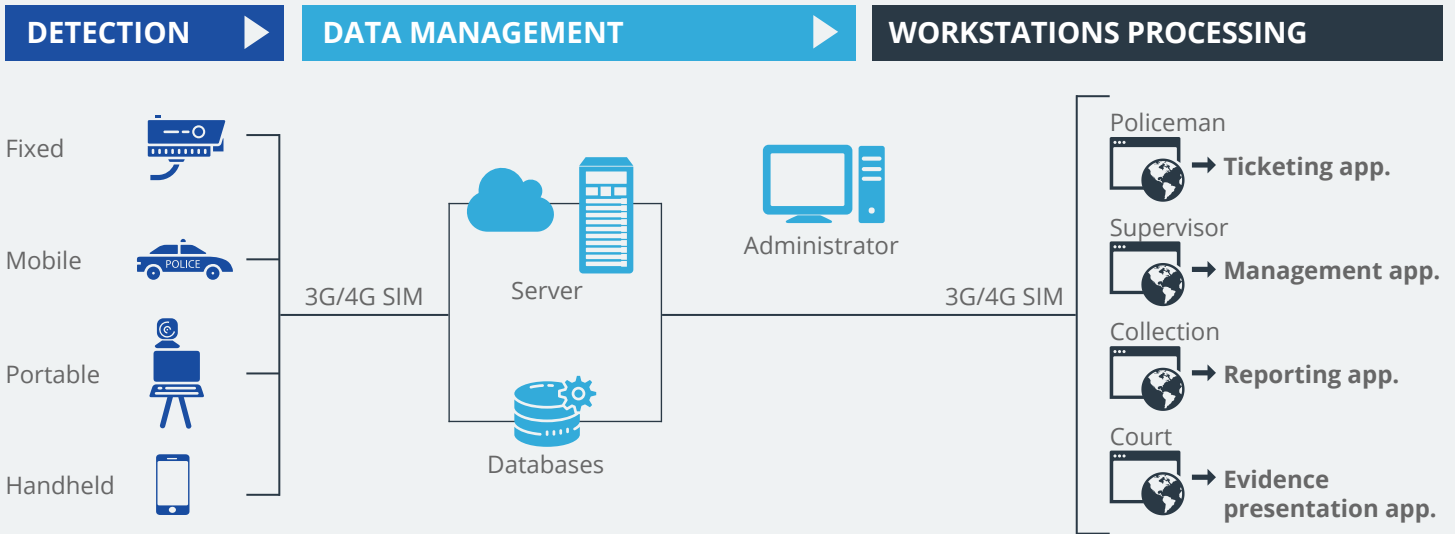 DETECTION
DATA MANAGEMENT
WORKSTATIONS PROCESSING
Fixed
Mobile
POLICE
Portable
Handheld
3G/4G SIM
Server
Databases
Administrator
3G/4G SIM
Policeman
Ticketing app.
Supervisor
Management app.
Collection
Reporting app.
Court
Evidence
presentation app.